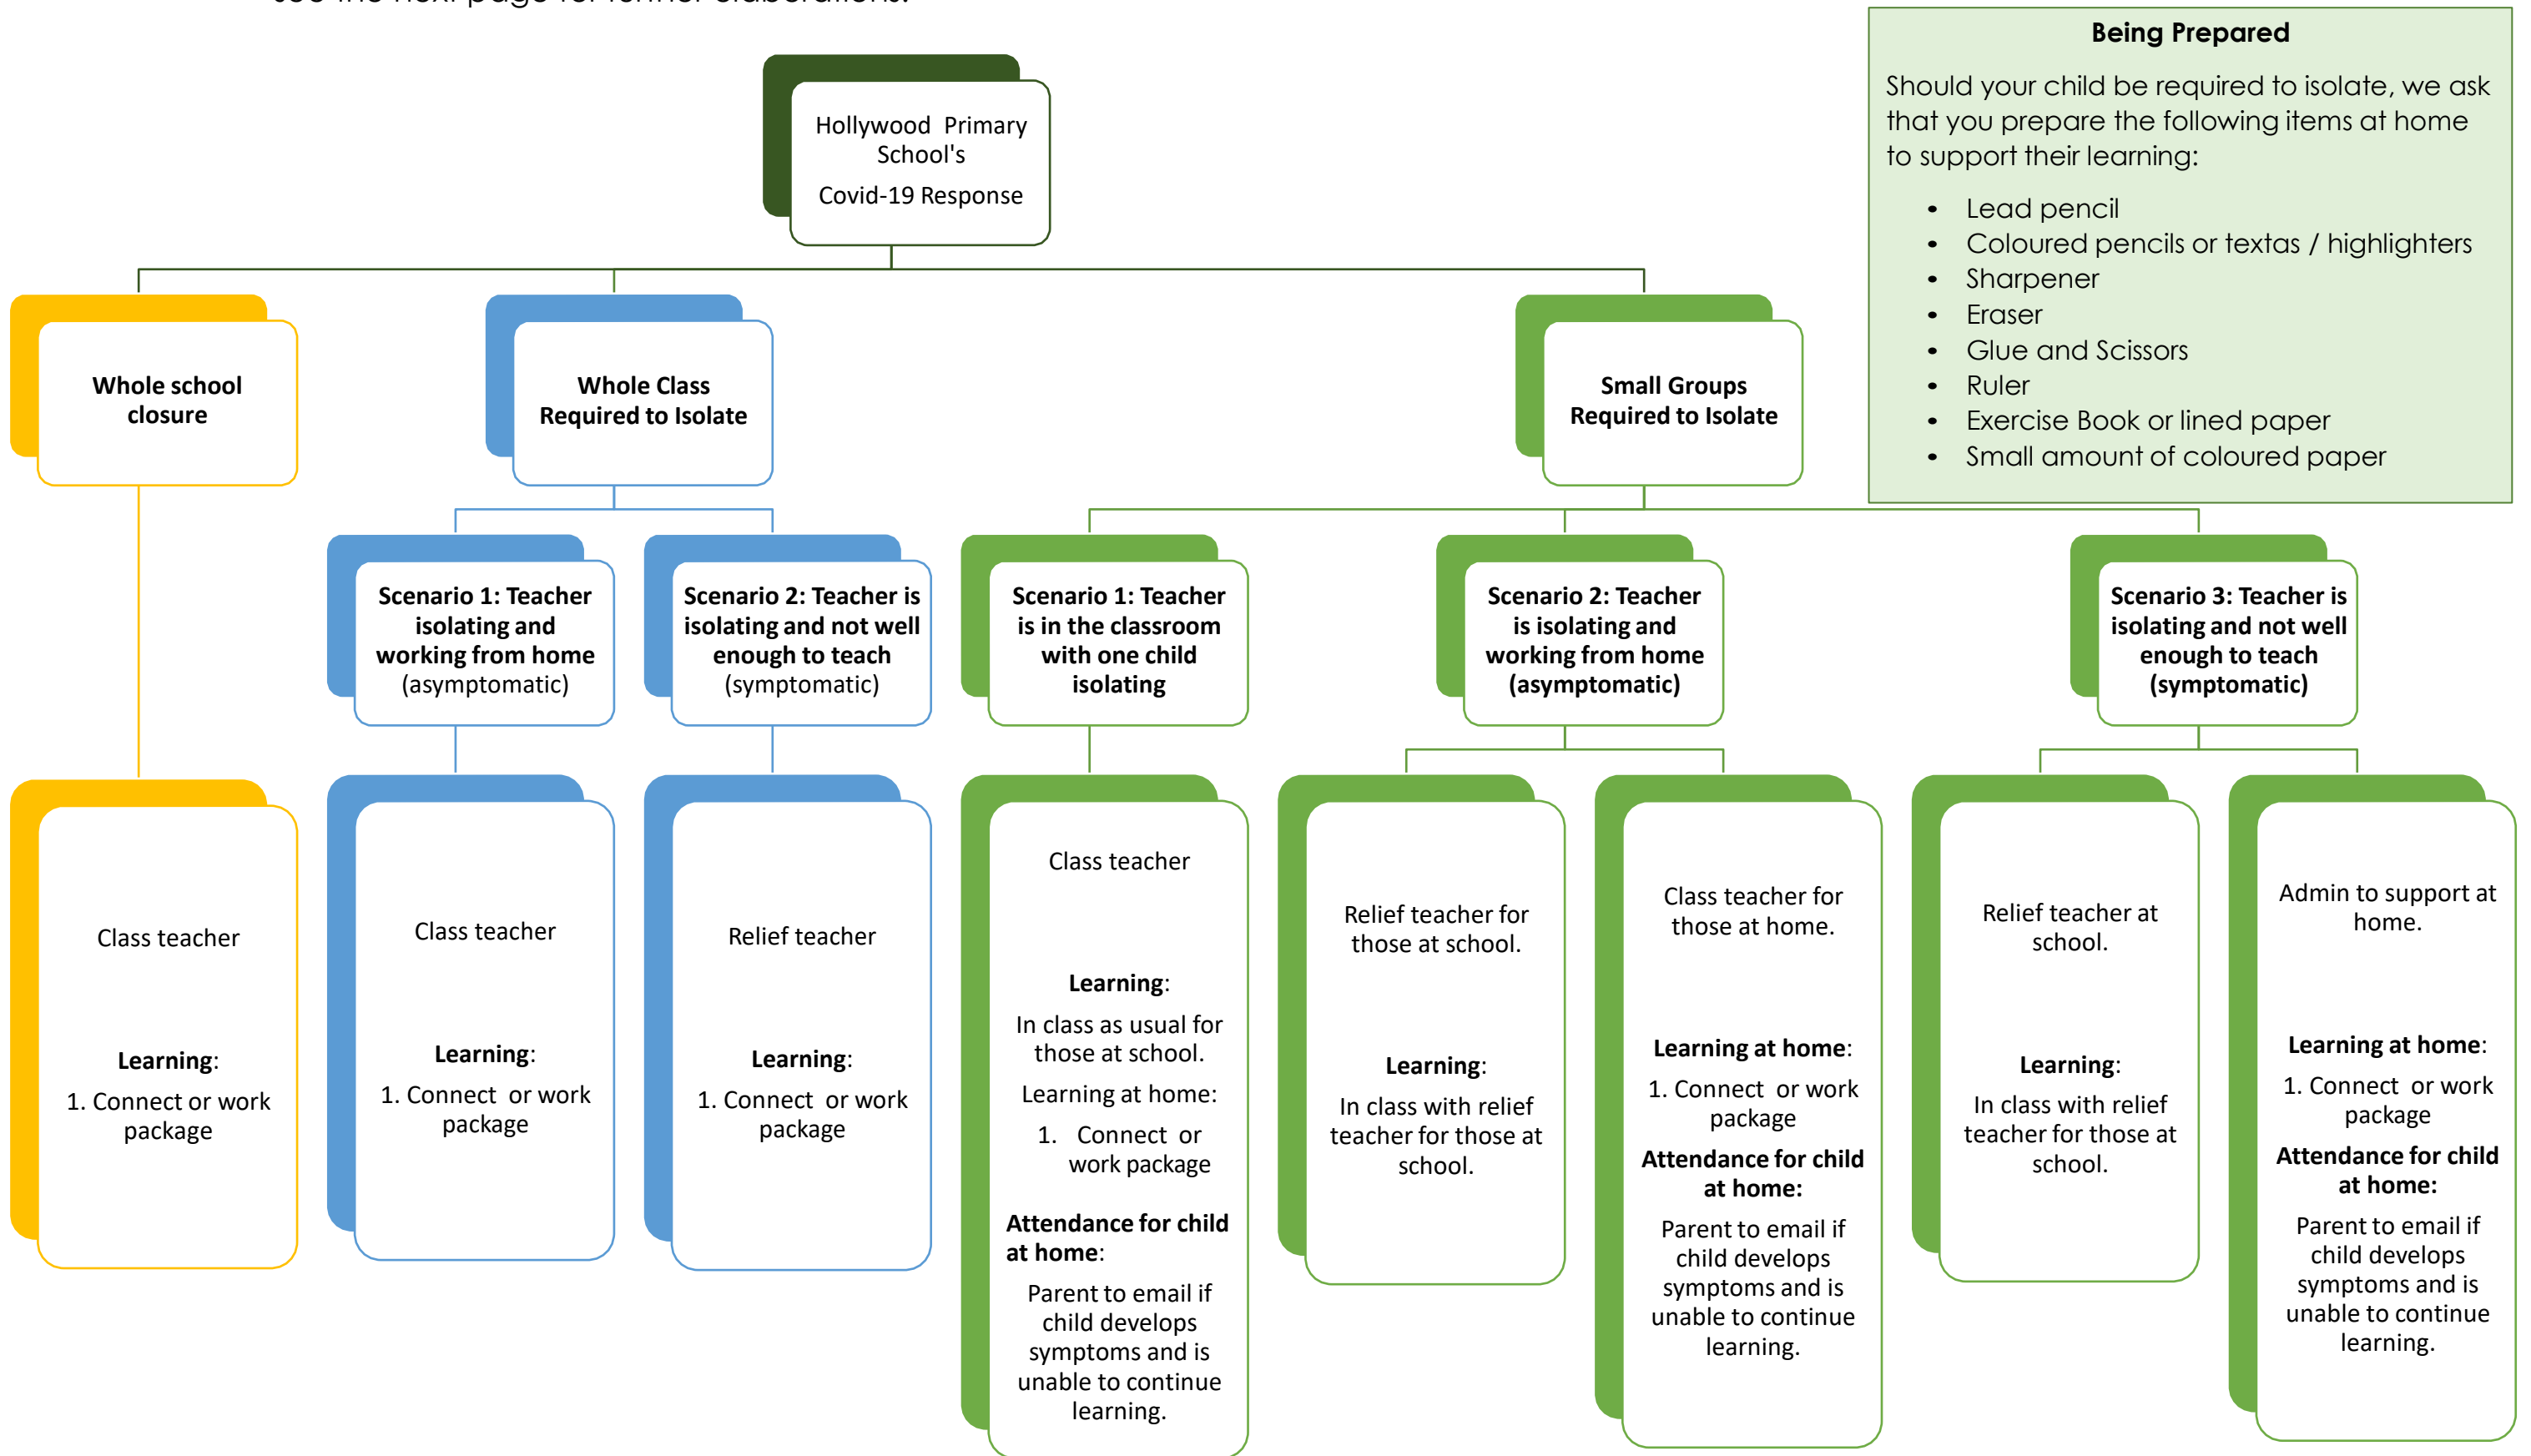 see the next page for further elaborations.
Being Prepared
Should your child be required to isolate, we ask
that you prepare the following items at home
to support their learning:
• Lead pencil
• Coloured pencils or textas / highlighters
• Sharpener
• Eraser
• Glue and Scissors
• Ruler
• Exercise Book or lined paper
• Small amount of coloured paper
Hollywood Primary
School's
Covid-19 Response
Whole school
closure
Whole Class
Required to Isolate
Small Groups
Required to Isolate
Scenario 1: Teacher
isolating and
working from home
(asymptomatic)
Scenario 2: Teacher is
isolating and not well
enough to teach
(symptomatic)
Scenario 1: Teacher
is in the classroom
with one child
isolating
Scenario 2: Teacher
is isolating and
working from home
(asymptomatic)
Scenario 3: Teacher is
isolating and not well
enough to teach
(symptomatic)
Class teacher
Learning:
1. Connect or work
package
Class teacher
Learning:
1. Connect or work
package
Relief teacher
Learning:
1. Connect or work
package
Class teacher
Learning:
In class as usual for
those at school.
Learning at home:
1. Connect or
work package
Attendance for child
at home:
Parent to email if
child develops
symptoms and is
unable to continue
learning.
Relief teacher for
those at school.
Learning:
In class with relief
teacher for those at
school.
Class teacher for
those at home.
Learning at home:
1. Connect or work
package
Attendance for child
at home:
Parent to email if
child develops
symptoms and is
unable to continue
learning.
Relief teacher at
school.
Learning:
In class with relief
teacher for those at
school.
Admin to support at
home.
Learning at home:
1. Connect or work
package
Attendance for child
at home:
Parent to email if
child develops
symptoms and is
unable to continue
learning.